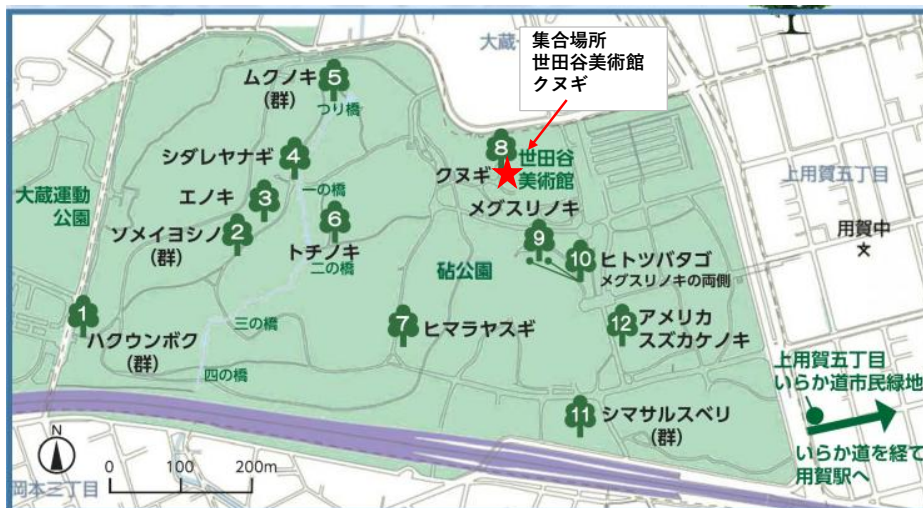 大蔵一
集合場所
世田谷美術館
クヌギ
ムクノキ
(群)
5
つり橋
シダレヤナギ
4
8
世田谷
美術館
クヌギ
上用賀五丁目
大蔵運動
公園
エノキ
3
一の橋
メグスリノキ
用賀中
ソメイヨシノ
(群)
2
6
トチノキ
二の橋
9
10
ヒトツバタゴ
メグスリノキの両側
砧公園
1
ハクウンボク
(群)
三の橋
7
ヒマラヤスギ
12
アメリカ
スズカケノキ
四の橋
上用賀五丁目
いらか道市民緑地
11
シマサルスベリ
(群)
いらか道を経て
用賀駅へ
N
0 100 200m
岡本三丁目